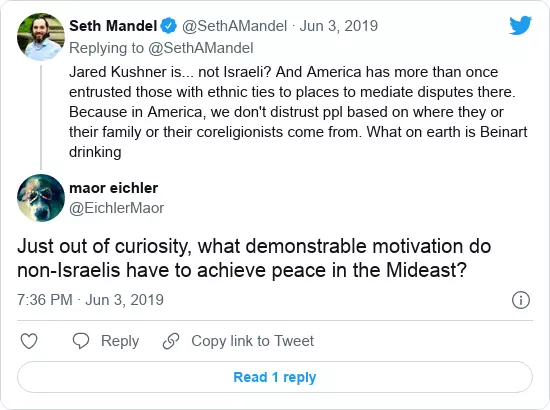 Seth Mandel @SethAMandel · Jun 3, 2019
Replying to @SethAMandel
Jared Kushner is... not Israeli? And America has more than once
entrusted those with ethnic ties to places to mediate disputes there.
Because in America, we don't distrust ppl based on where they or
their family or their coreligionists come from. What on earth is Beinart
drinking
maor eichler
@EichlerMaor
Just out of curiosity, what demonstrable motivation do
non-Israelis have to achieve peace in the Mideast?
7:36 PM · Jun 3, 2019
Reply Copy link to Tweet
Read 1 reply